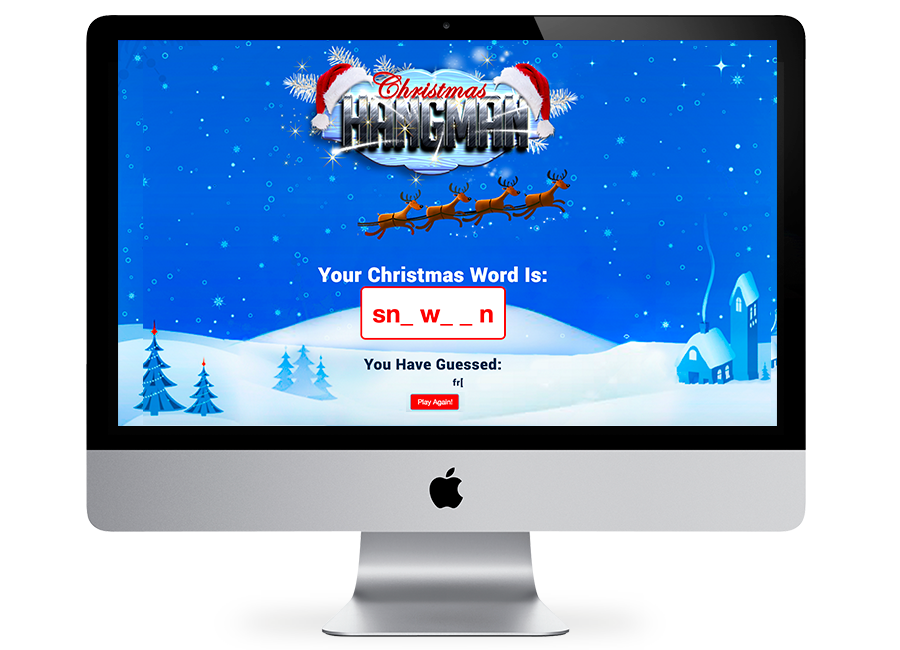 Christmas
HANGMAN
Your Christmas Word Is:
sn_ w_ _ n
You Have Guessed:
fr[
Play Again!